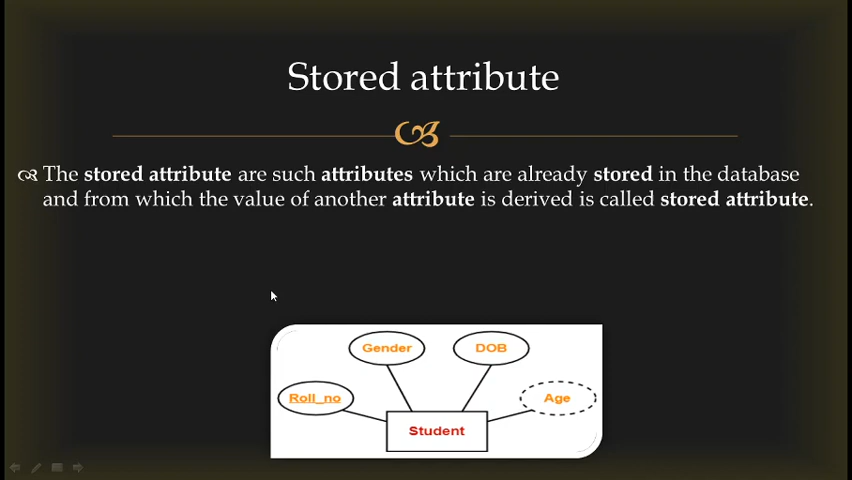 Stored attribute
The stored attribute are such attributes which are already stored in the database
and from which the value of another attribute is derived is called stored attribute.
Gender
DOB
Roll_no
Age
Student